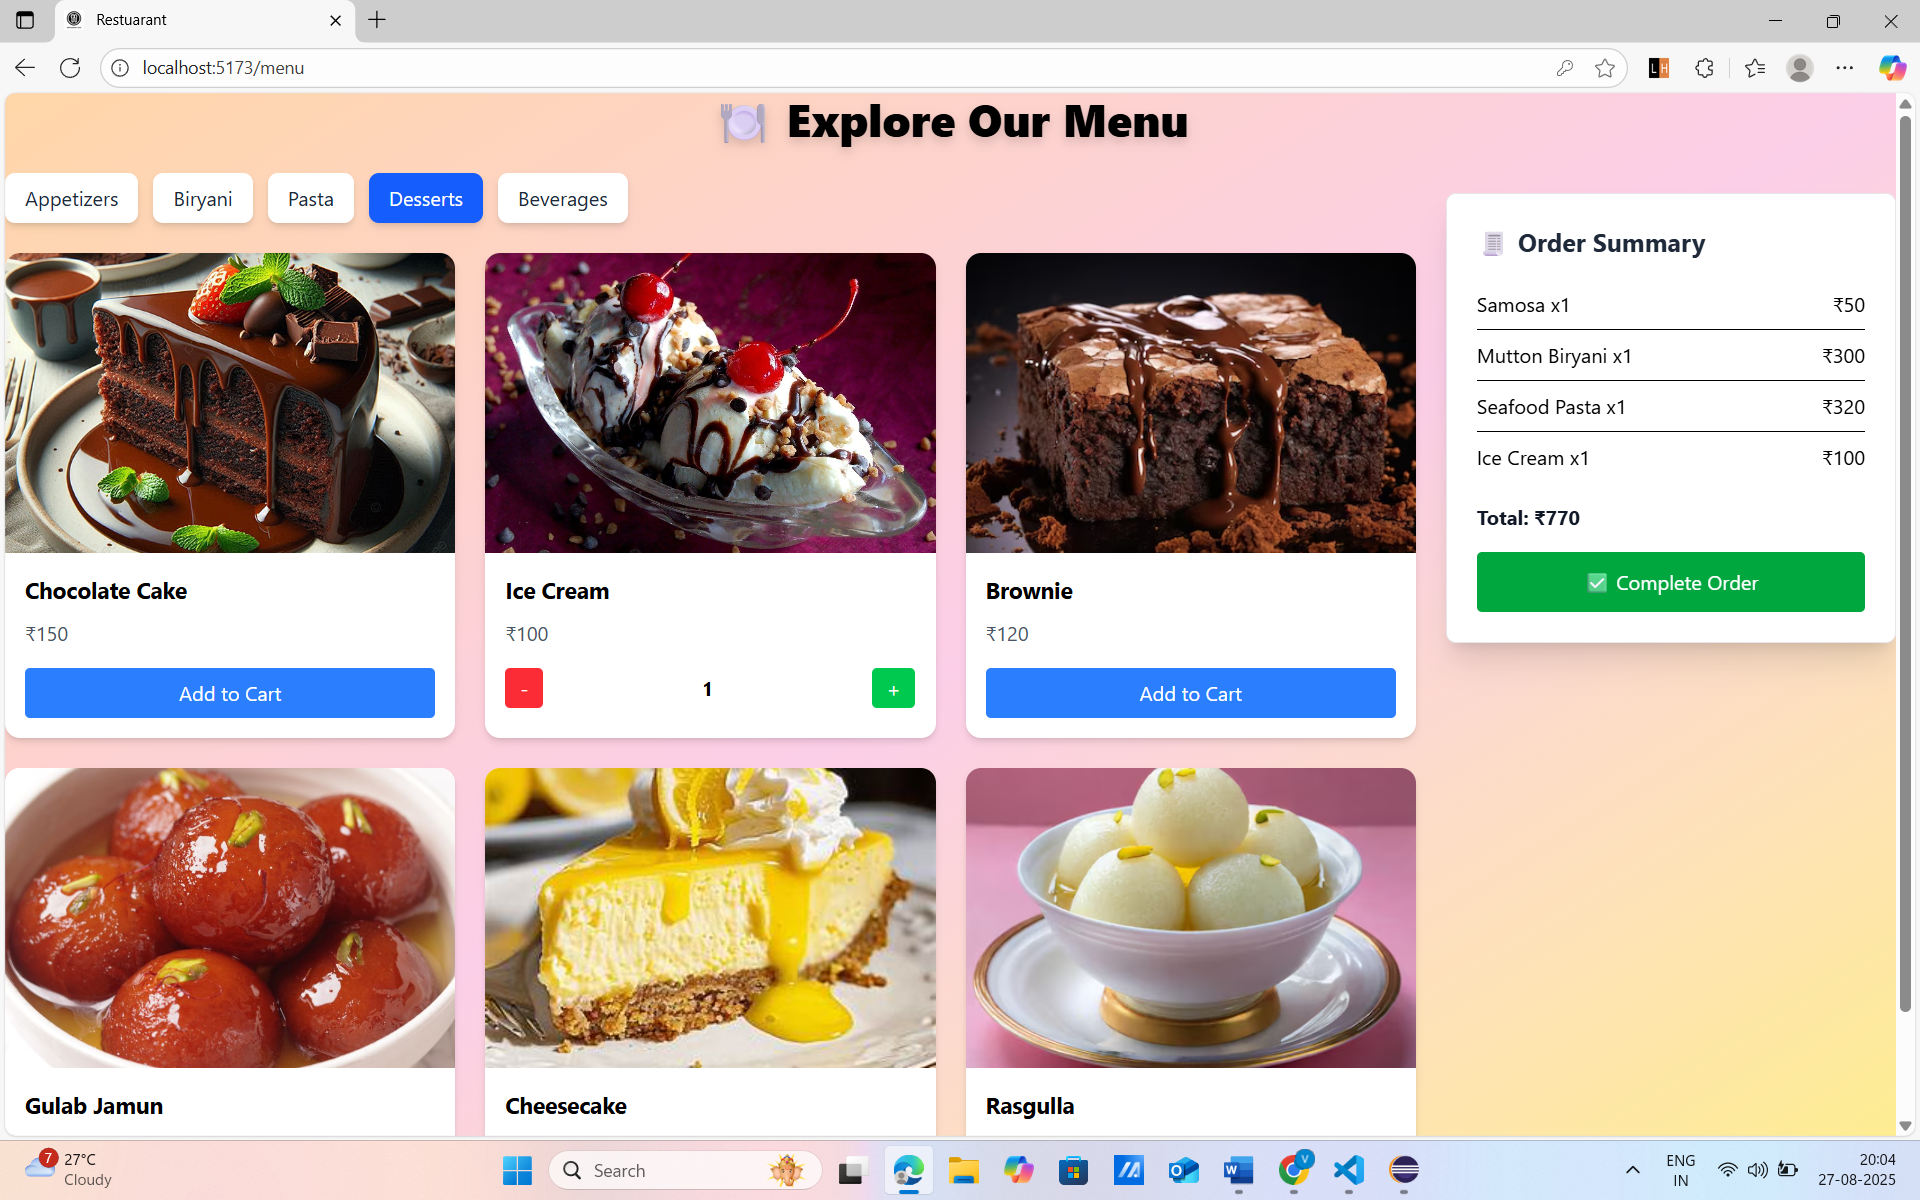 Restuarant
localhost:5173/menu
LH
🍽️ Explore Our Menu
Appetizers
Biryani
Pasta
Desserts
Beverages
Chocolate Cake
₹150
Add to Cart
Ice Cream
₹100
- 1 +
Brownie
₹120
Add to Cart
Gulab Jamun
Cheesecake
Rasgulla
🧾 Order Summary
Samosa x1 ₹50
Mutton Biryani x1 ₹300
Seafood Pasta x1 ₹320
Ice Cream x1 ₹100
Total: ₹770
✅ Complete Order
7
27°C
Cloudy
Search
W
V
ENG
IN
20:04
27-08-2025